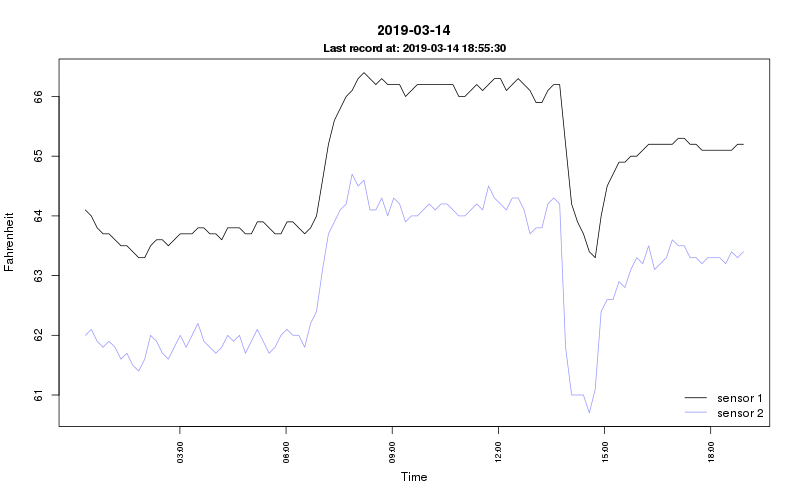 2019-03-14
Last record at: 2019-03-14 18:55:30
Fahrenheit
66
65
64
63
62
61
sensor 1
sensor 2
03:00
06:00
09:00
12:00
15:00
18:00
Time